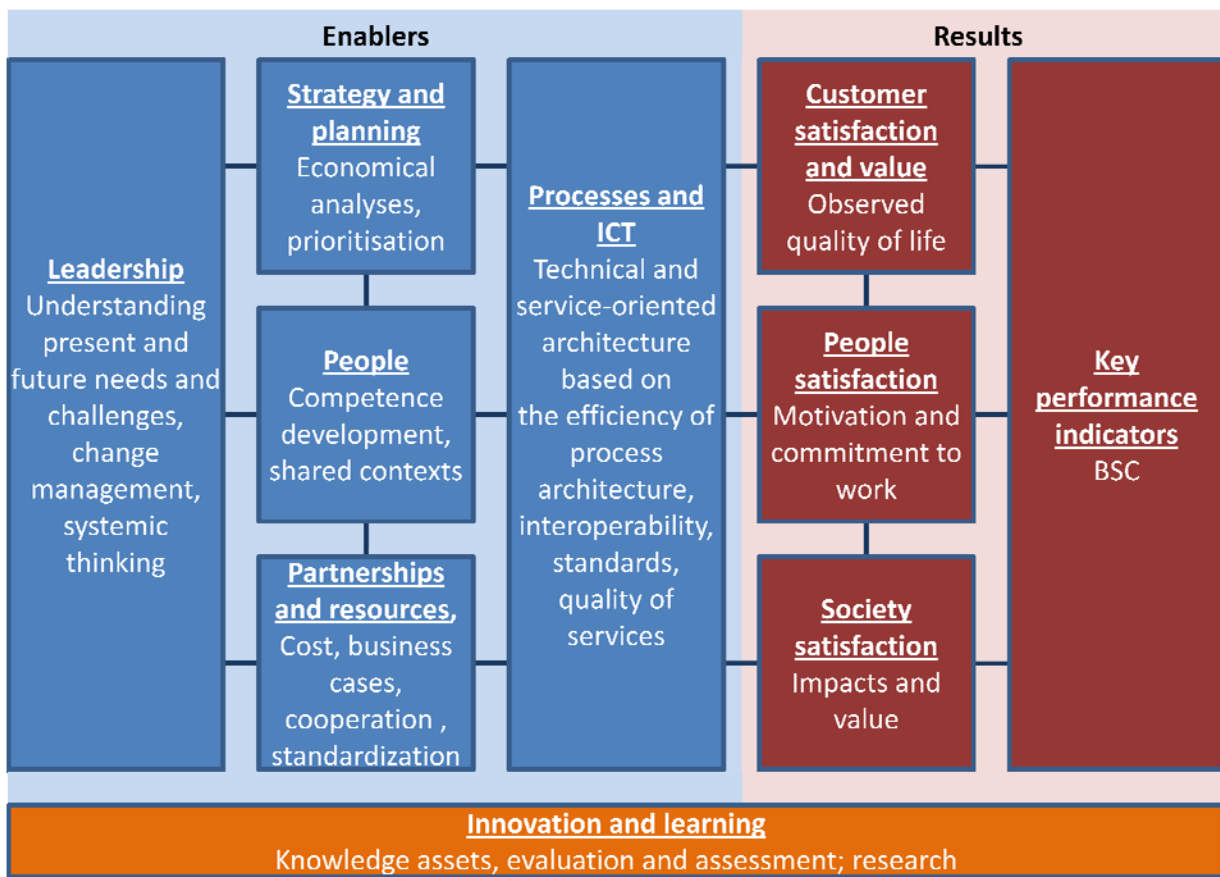 Enablers
Results
Leadership
Understanding
present and
future needs and
challenges,
change
management,
systemic
thinking
Strategy and
planning
Economical
analyses,
prioritisation
People
Competence
development,
shared contexts
Partnerships
and resources,
Cost, business
cases,
cooperation ,
standardization
Processes and
ICT
Technical and
service-oriented
architecture
based on
the efficiency of
process
architecture,
interoperability,
standards,
quality of
services
Customer
satisfaction
and value
Observed
quality of life
People
satisfaction
Motivation and
commitment to
work
Society
satisfaction
Impacts and
value
Key
performance
indicators
BSC
Innovation and learning
Knowledge assets, evaluation and assessment; research